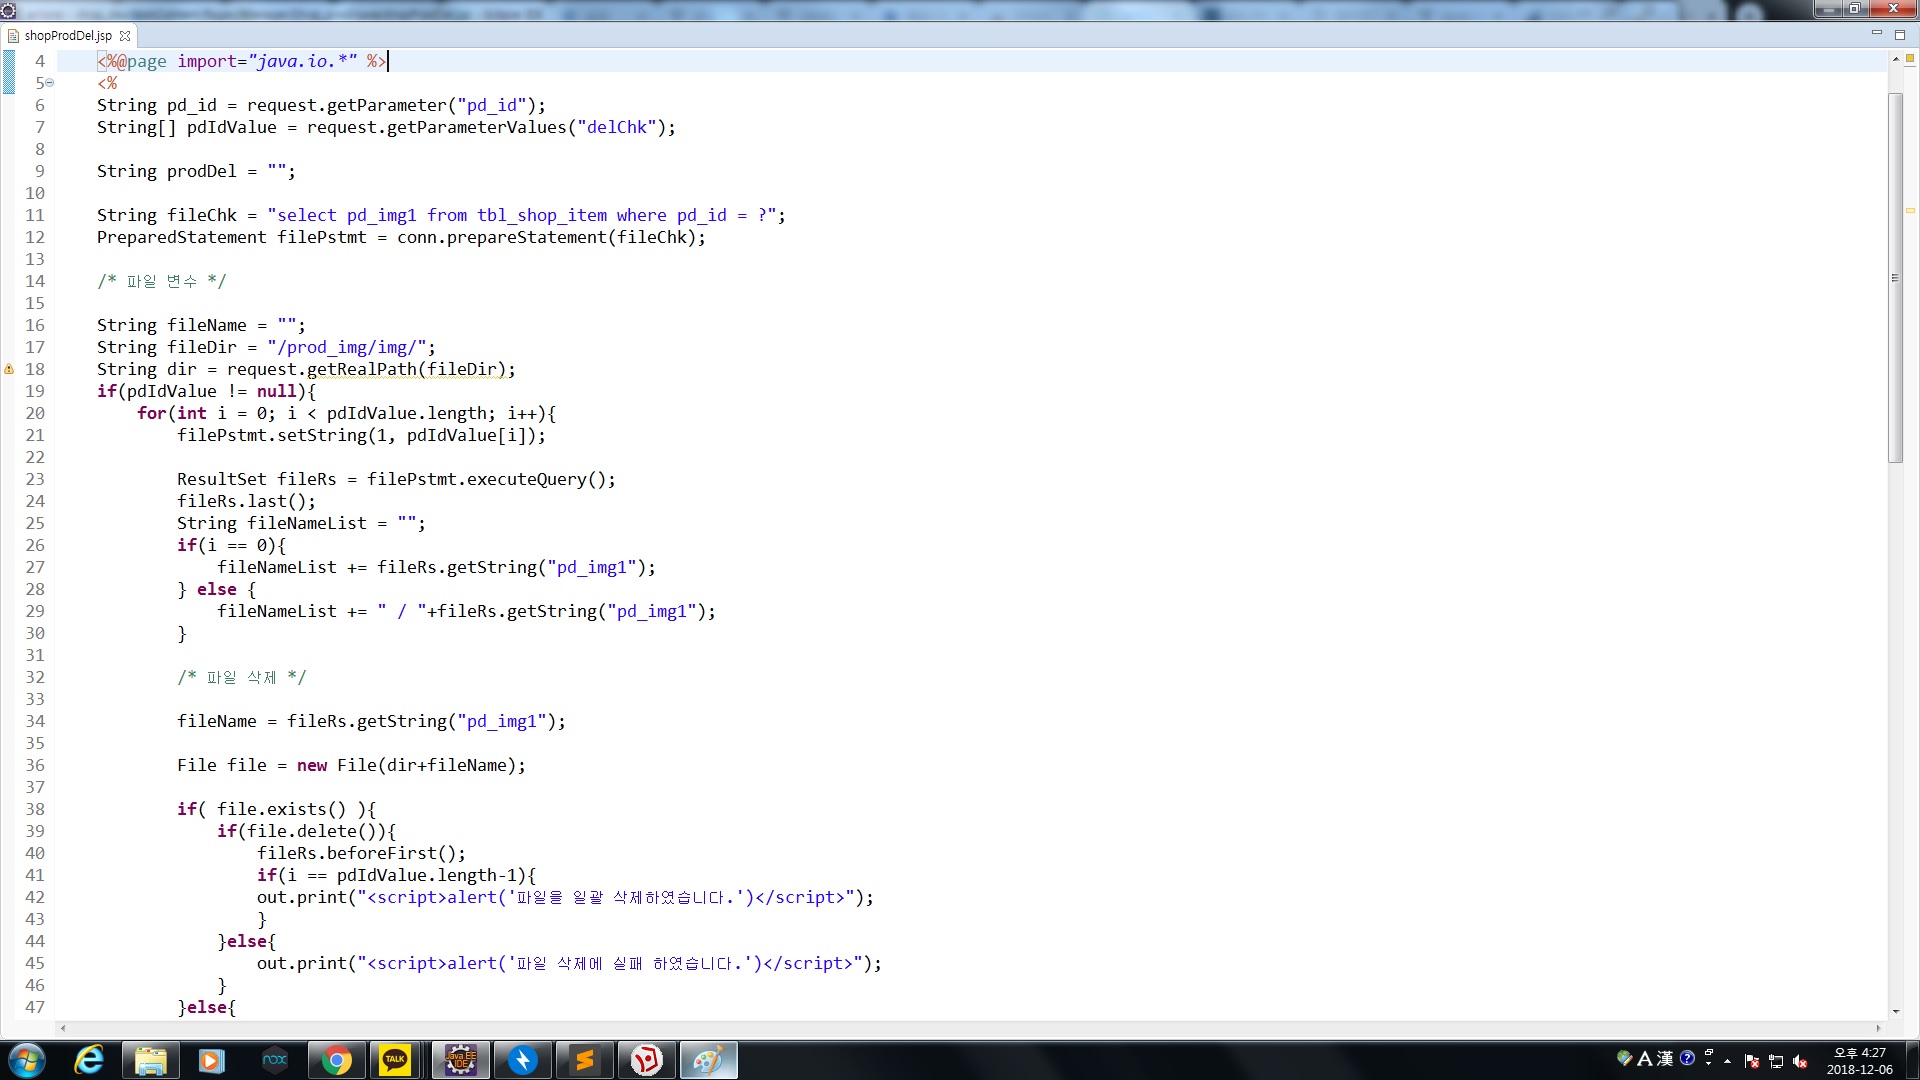 shopProdDel.jsp
4 <%@page import="java.io.*" %>
5 <%
6 String pd_id = request.getParameter("pd_id");
7 String[] pdIdValue = request.getParameterValues("delChk");
8
9 String prodDel = "";
10
11 String fileChk = "select pd_img1 from tbl_shop_item where pd_id = ?";
12 PreparedStatement filePstmt = conn.prepareStatement(fileChk);
13
14 /* 파일 변수 */
15
16 String fileName = "";
17 String fileDir = "/prod_img/img/";
18 String dir = request.getRealPath(fileDir);
19 if(pdIdValue != null){
20 for(int i = 0; i < pdIdValue.length; i++){
21 filePstmt.setString(1, pdIdValue[i]);
22
23 ResultSet fileRs = filePstmt.executeQuery();
24 fileRs.last();
25 String fileNameList = "";
26 if(i == 0){
27 fileNameList += fileRs.getString("pd_img1");
28 } else {
29 fileNameList += " / "+fileRs.getString("pd_img1");
30 }
31
32 /* 파일 삭제 */
33
34 fileName = fileRs.getString("pd_img1");
35
36 File file = new File(dir+fileName);
37
38 if( file.exists() ){
39 if(file.delete()){
40 fileRs.beforeFirst();
41 if(i == pdIdValue.length-1){
42 out.print("<script>alert('파일을 일괄 삭제하였습니다.')</script>");
43 }
44 }else{
45 out.print("<script>alert('파일 삭제에 실패 하였습니다.')</script>");
46 }
47 }else{
nox
TALK
Java EE
IDE
A 漢
오후 4:27
2018-12-06